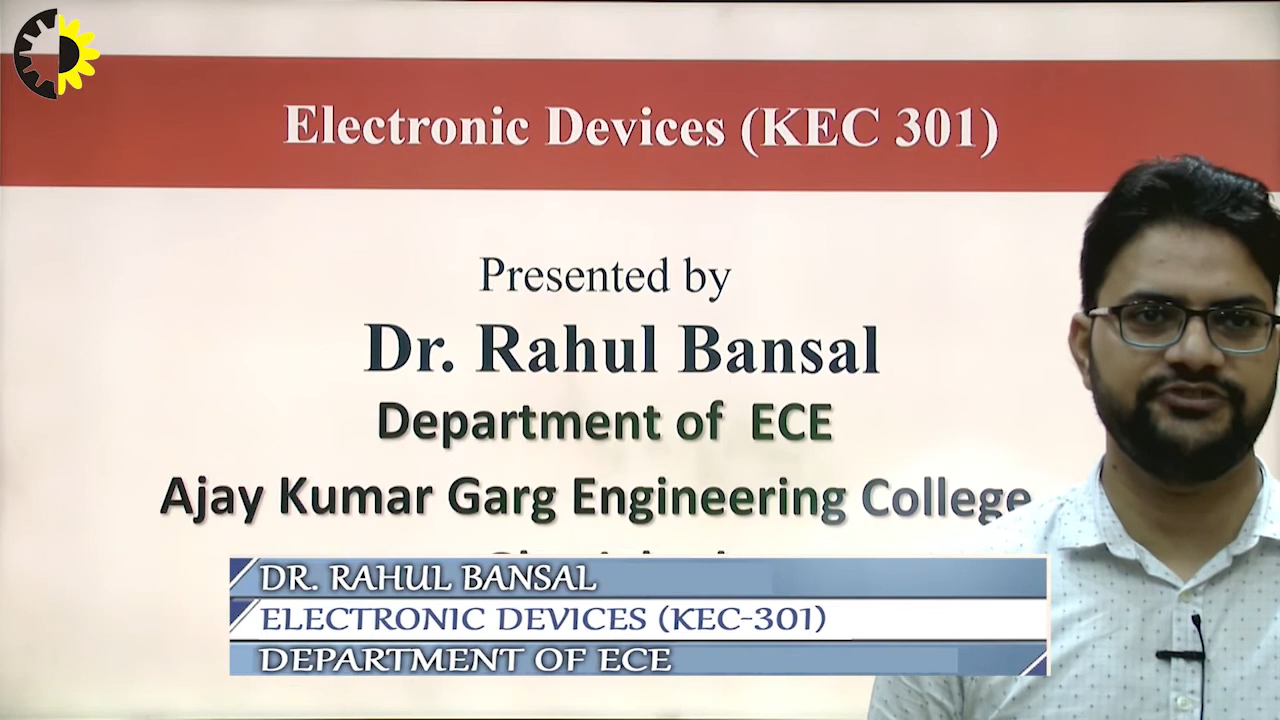 Electronic Devices (KEC 301)
Presented by
Dr. Rahul Bansal
Department of ECE
Ajay Kumar Garg Engineering College
DR. RAHUL BANSAL
ELECTRONIC DEVICES (KEC-301)
DEPARTMENT OF ECE